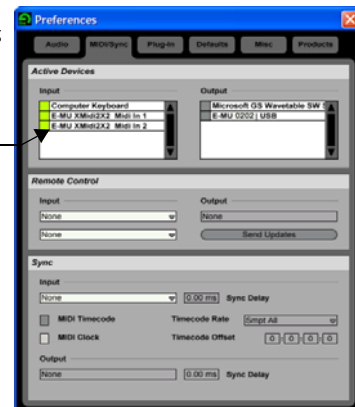 s
Preferences
Audio MIDI/Sync Plug-In Defaults Misc Products
Active Devices
Input Output
Computer Keyboard Microsoft GS Wavetable SW S
E-MU XMidi2X2 Midi In 1 E-MU 0202 | USB
E-MU XMidi2X2 Midi In 2
Remote Control
Input Output
None None
None Send Updates
Sync
Input
None 0.00 ms Sync Delay
MIDI Timecode Timecode Rate Smpt All
MIDI Clock Timecode Offset 0 0 0 0
Output
None 0.00 ms Sync Delay